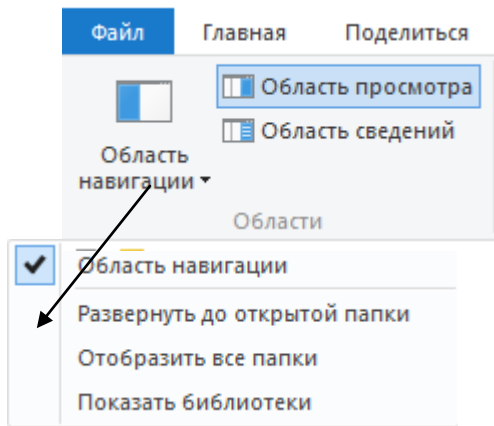 Файл Главная Поделиться
Область просмотра
Область сведений
Область
навигации
Области
Область навигации
Развернуть до открытой папки
Отобразить все папки
Показать библиотеки